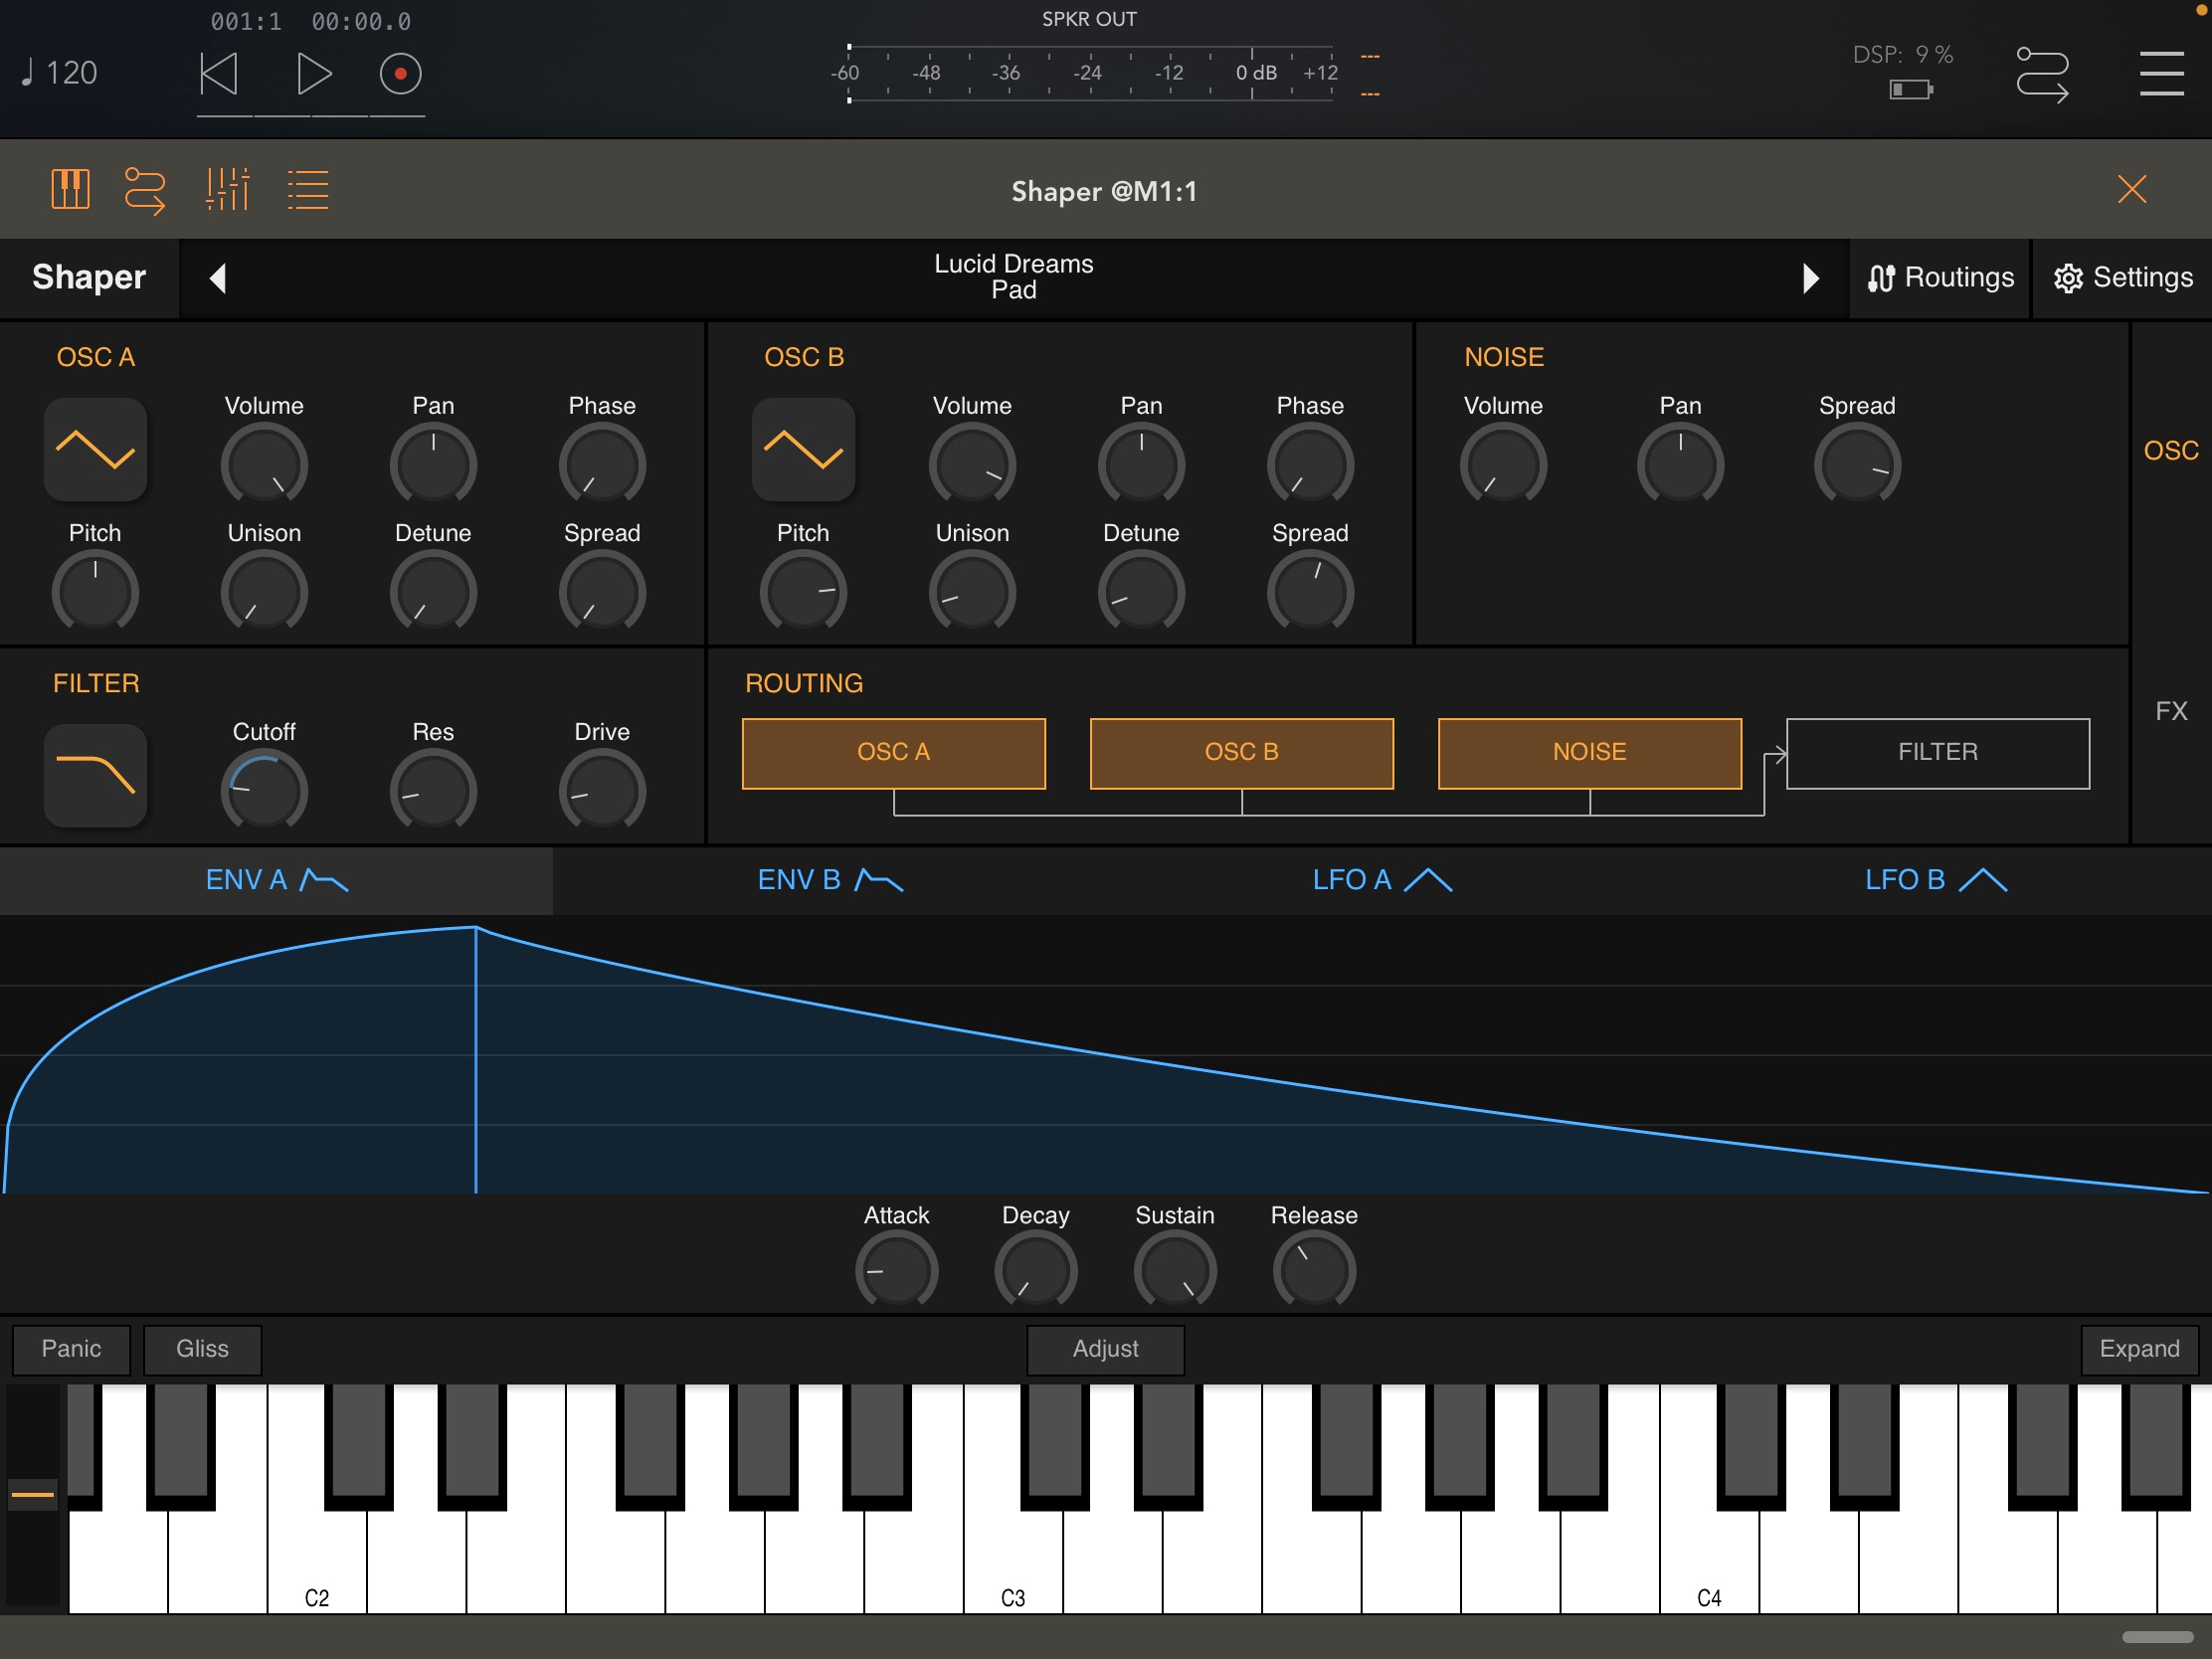 001:1 00:00.0
SPKR OUT
120
-60 -48 -36 -24 -12 0 dB +12
---
---
DSP: 9 %
Shaper @M1:1
Shaper
Lucid Dreams
Pad
Routings
Settings
OSC A
Volume Pan Phase
Pitch Unison Detune Spread
OSC B
Volume Pan Phase
Pitch Unison Detune Spread
NOISE
Volume Pan Spread
OSC
FX
FILTER
Cutoff Res Drive
ROUTING
OSC A OSC B NOISE FILTER
ENV A ENV B LFO A LFO B
Attack Decay Sustain Release
Panic Gliss Adjust Expand
C2 C3 C4